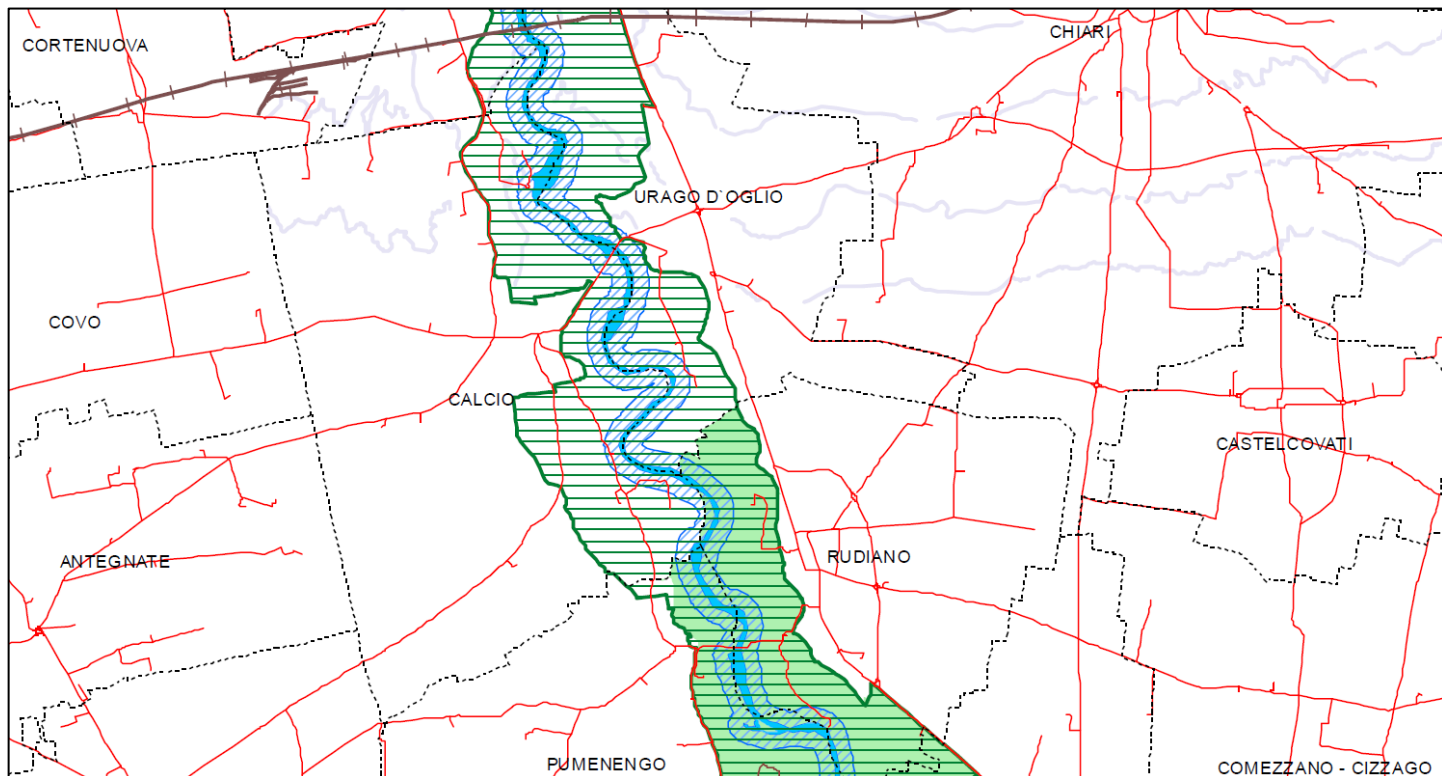 CORTENUOVA
CHIARI
URAGO D`OGLIO
COVO
CALCIO
CASTELCOVATI
ANTEGNATE
RUDIANO
PUMENENGO
COMEZZANO - CIZZAGO